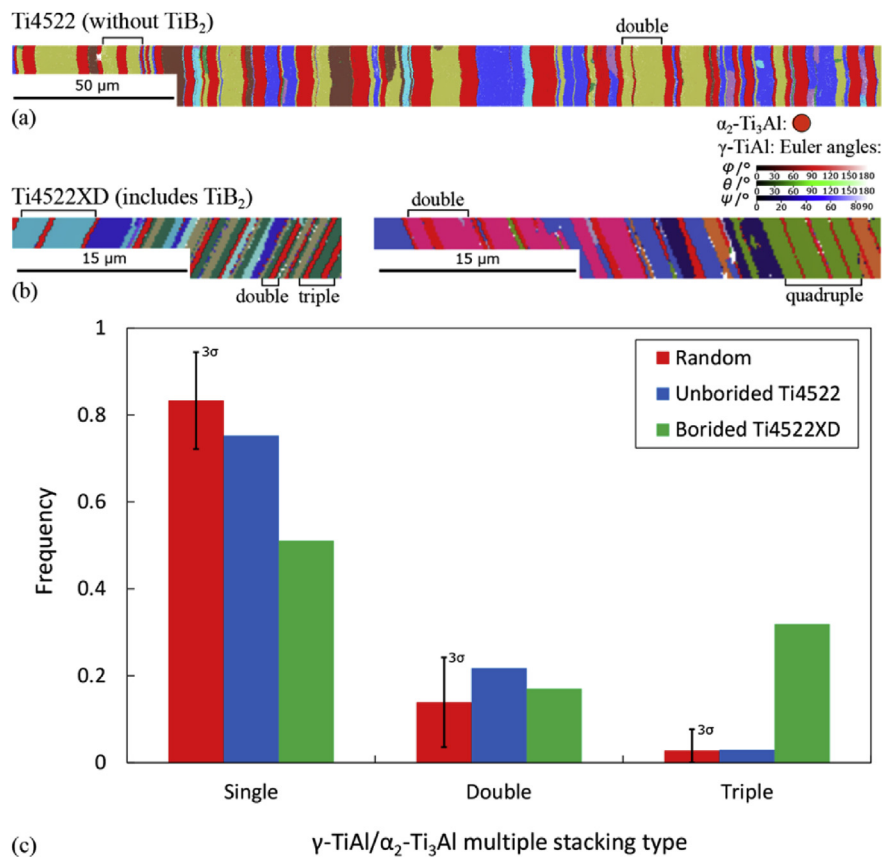 Ti4522 (without TiB₂)
double
50 μm
(a)
α₂-Ti₃Al:
γ-TiAl: Euler angles:
φ/°
0 30 60 90 120 150 180
θ/°
0 30 60 90 120 150 180
ψ/°
0 20 40 60 80 90
Ti4522XD (includes TiB₂)
double
15 μm
15 μm
(b)
double
triple
quadruple
1
0.8
0.6
0.4
0.2
0
Frequency
3σ
3σ
3σ
Random
Unborided Ti4522
Borided Ti4522XD
Single
Double
Triple
(c)
γ-TiAl/α₂-Ti₃Al multiple stacking type